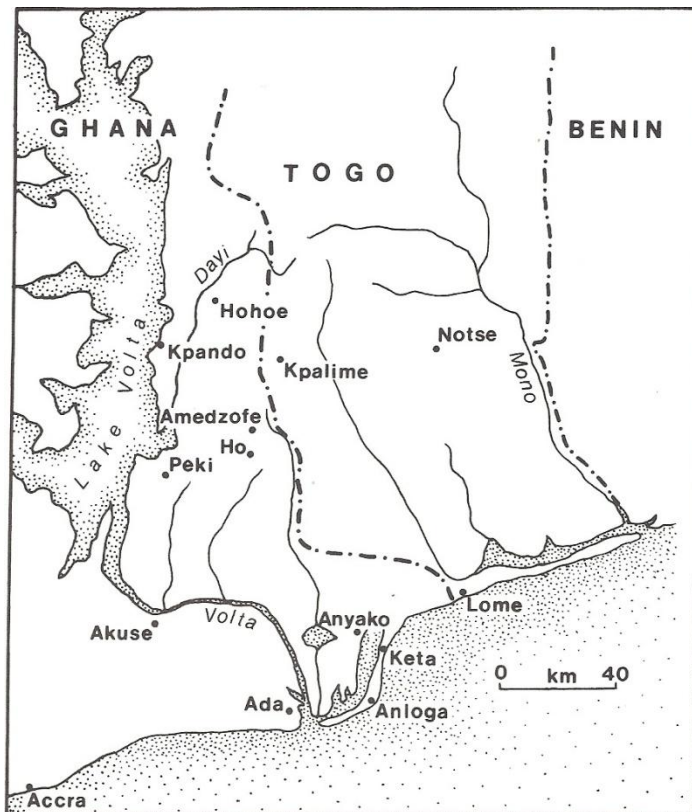 GHANA
BENIN
TOGO
Dayi
Hohoe
Notse
Kpando
Kpalime
Mono
Lake Volta
Amedzofe
Ho
Peki
Lome
Volta
Anyako
Akuse
Keta
0 km 40
Ada
Anloga
Accra